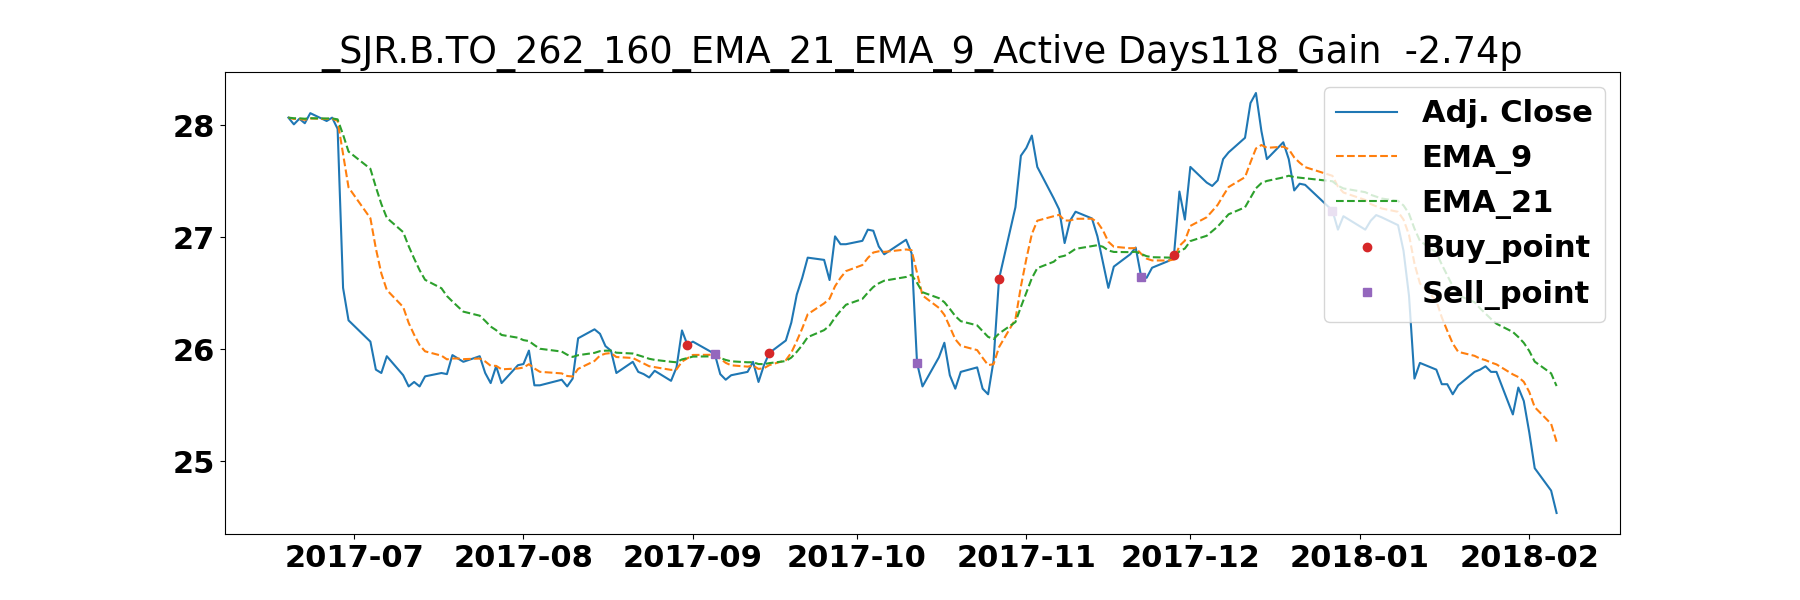 _SJR.B.TO_262_160_EMA_21_EMA_9_Active Days118_Gain  -2.74p
28
27
26
25
Adj. Close
EMA_9
EMA_21
Buy_point
Sell_point
2017-07 2017-08 2017-09 2017-10 2017-11 2017-12 2018-01 2018-02